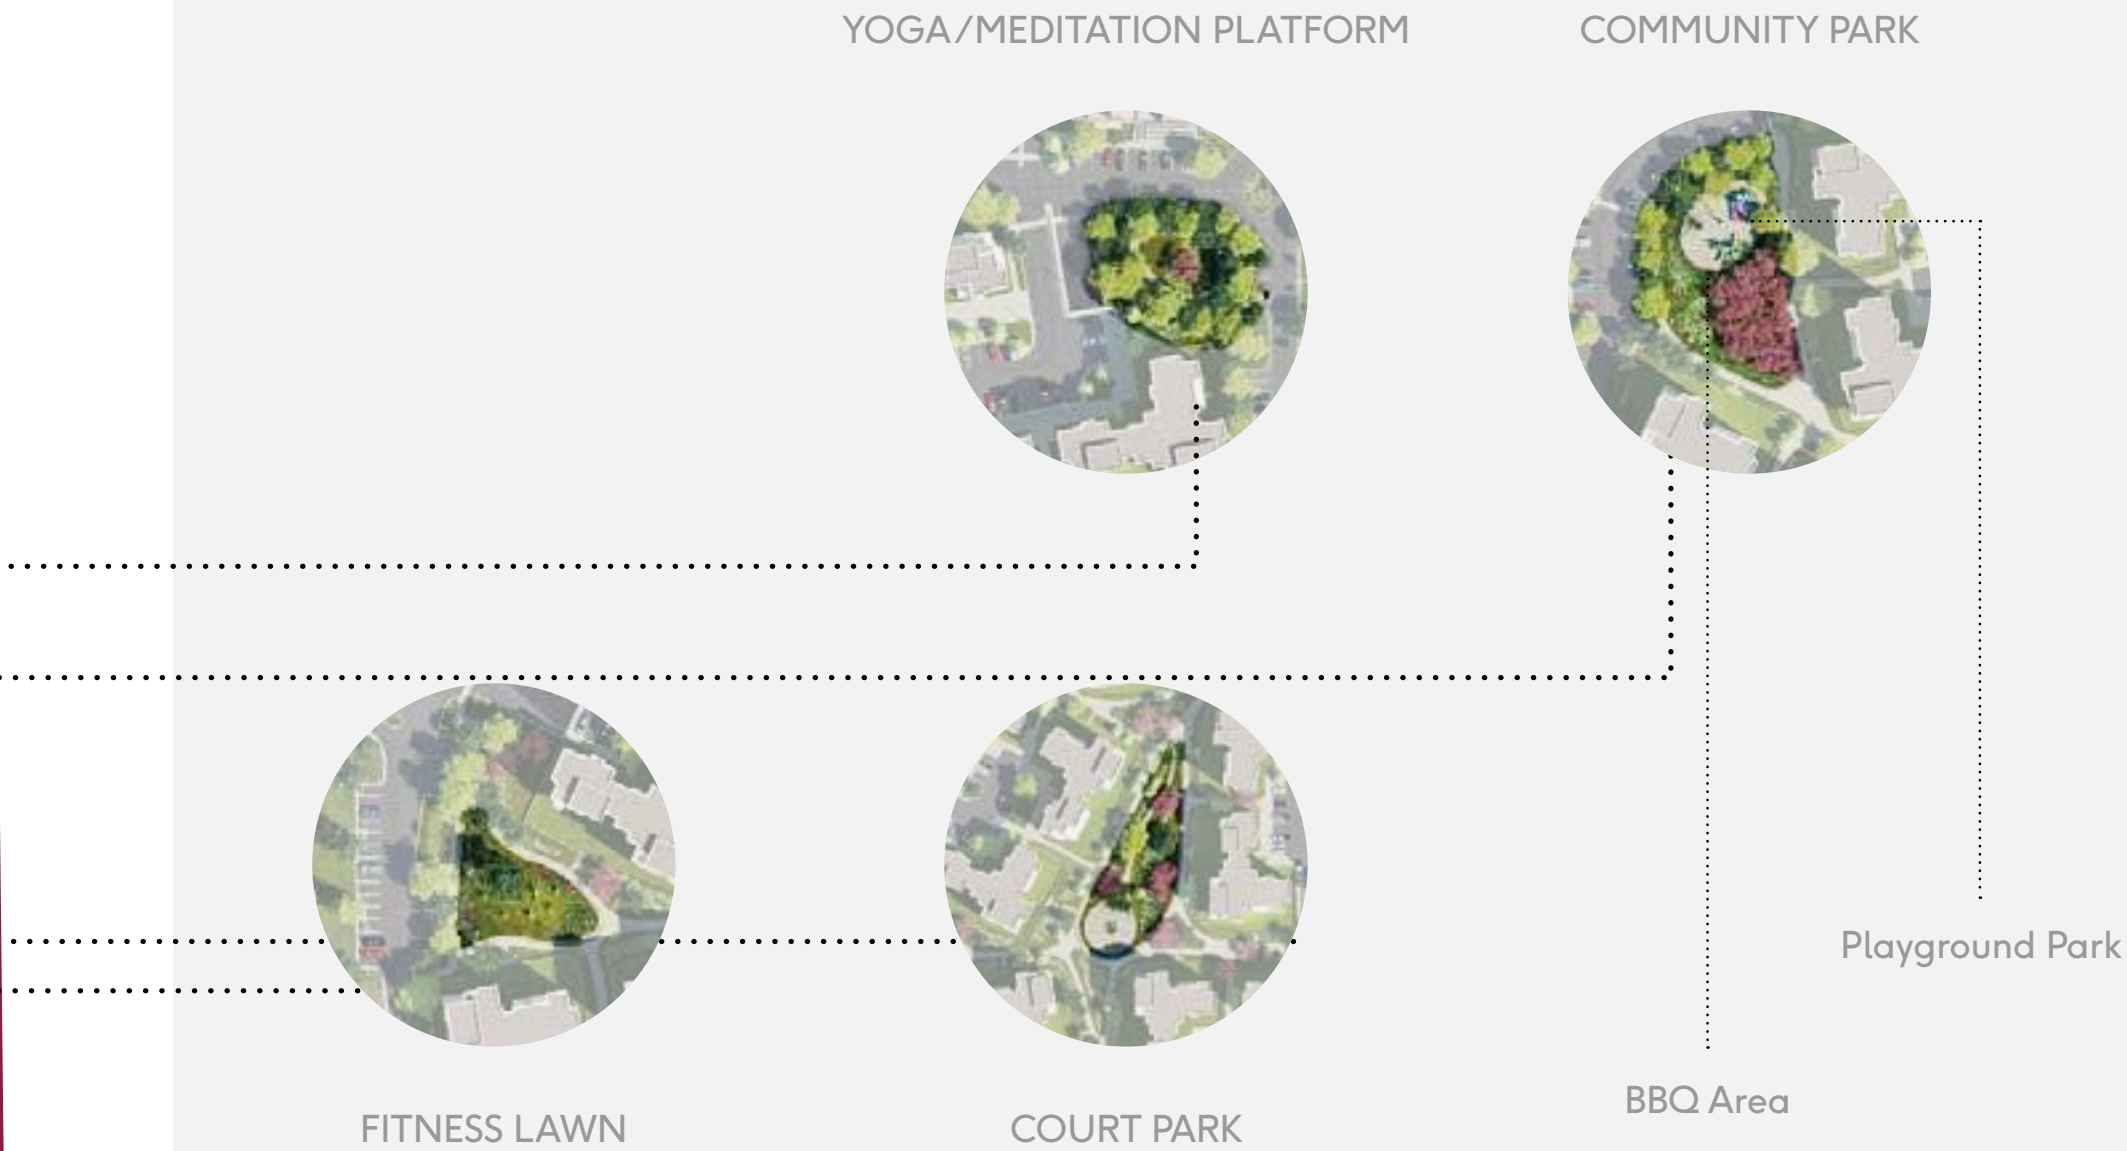 YOGA/MEDITATION PLATFORM
COMMUNITY PARK
Playground Park
BBQ Area
FITNESS LAWN
COURT PARK